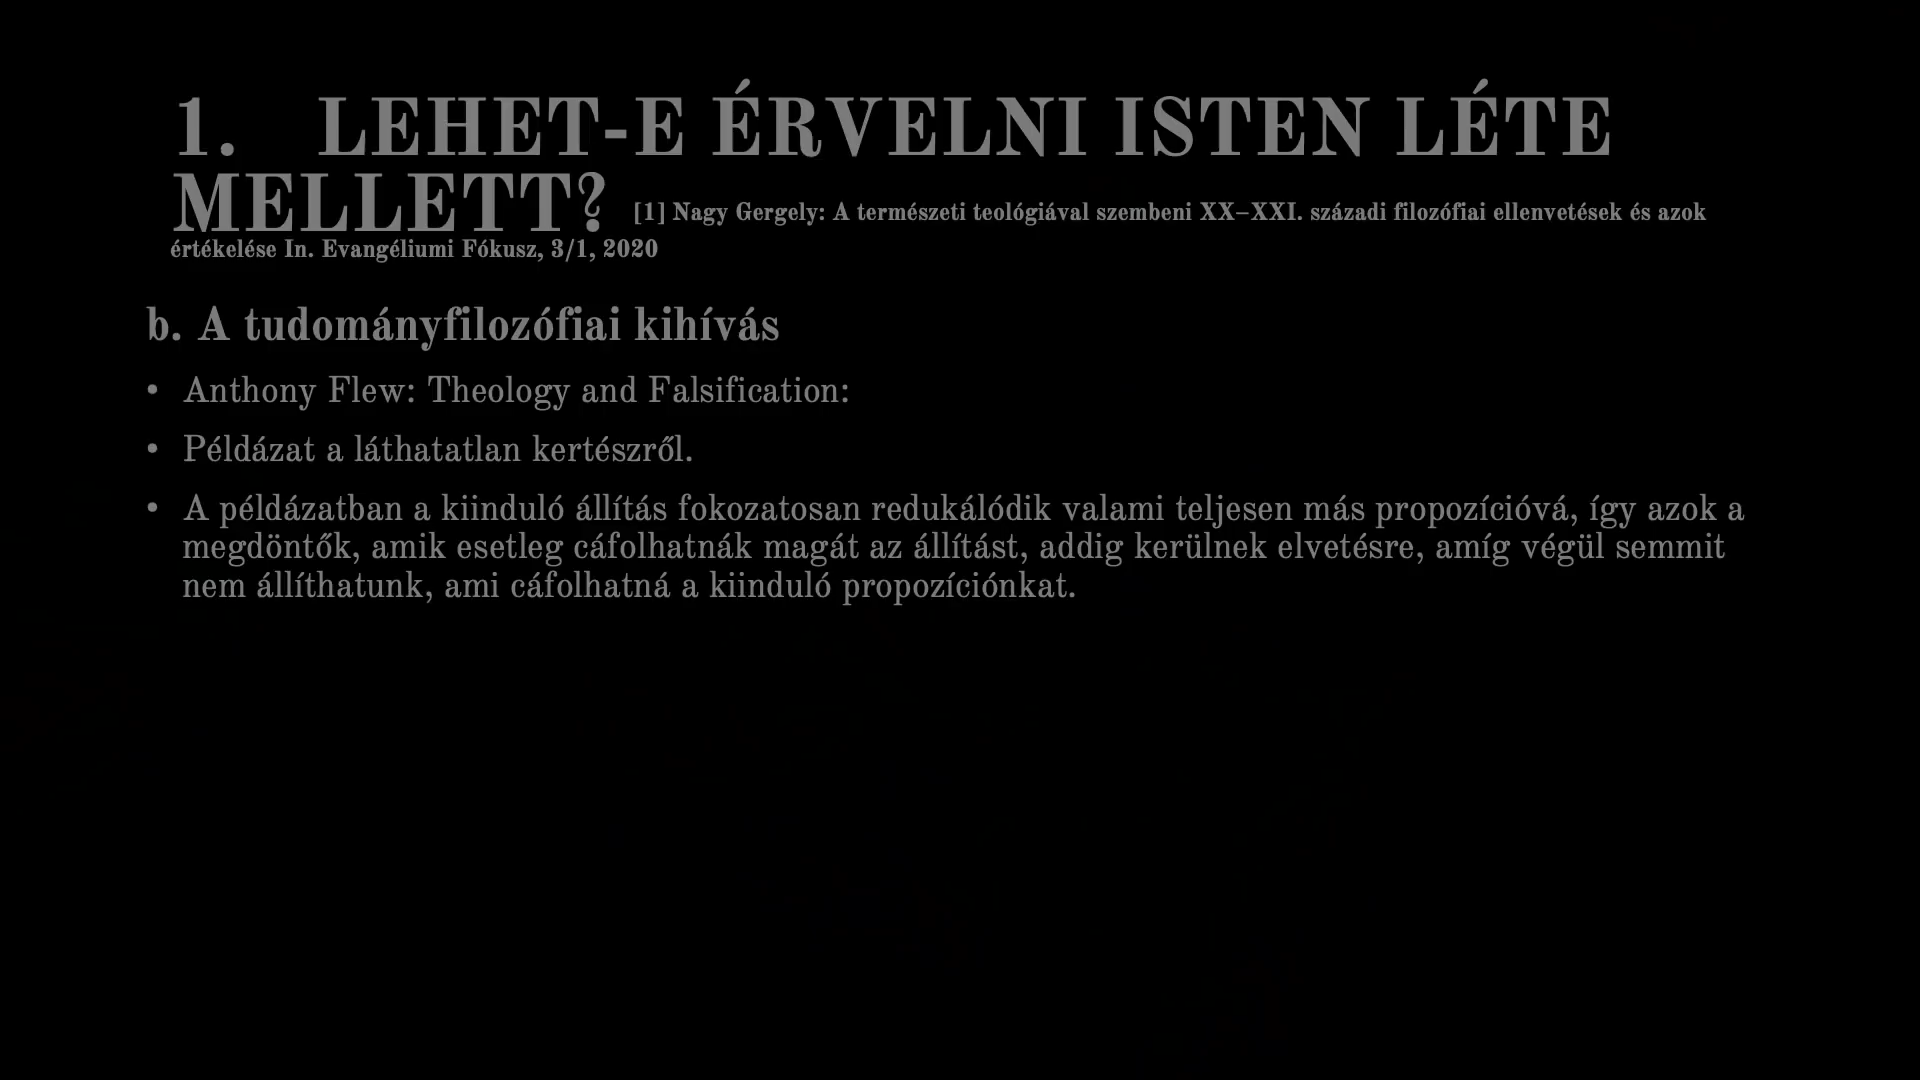 1. LEHET-E ÉRVELNI ISTEN LÉTE
MELLETT? [1] Nagy Gergely: A természeti teológiával szembeni XX–XXI. századi filozófiai ellenvetések és azok
értékelése In. Evangéliumi Fókusz, 3/1, 2020
b. A tudományfilozófiai kihívás
• Anthony Flew: Theology and Falsification:
• Példázat a láthatatlan kertészről.
• A példázatban a kiinduló állítás fokozatosan redukálódik valami teljesen más propozícióvá, így azok a
megdöntők, amik esetleg cáfolhatnák magát az állítást, addig kerülnek elvetésre, amíg végül semmit
nem állíthatunk, ami cáfolhatná a kiinduló propozíciónkat.